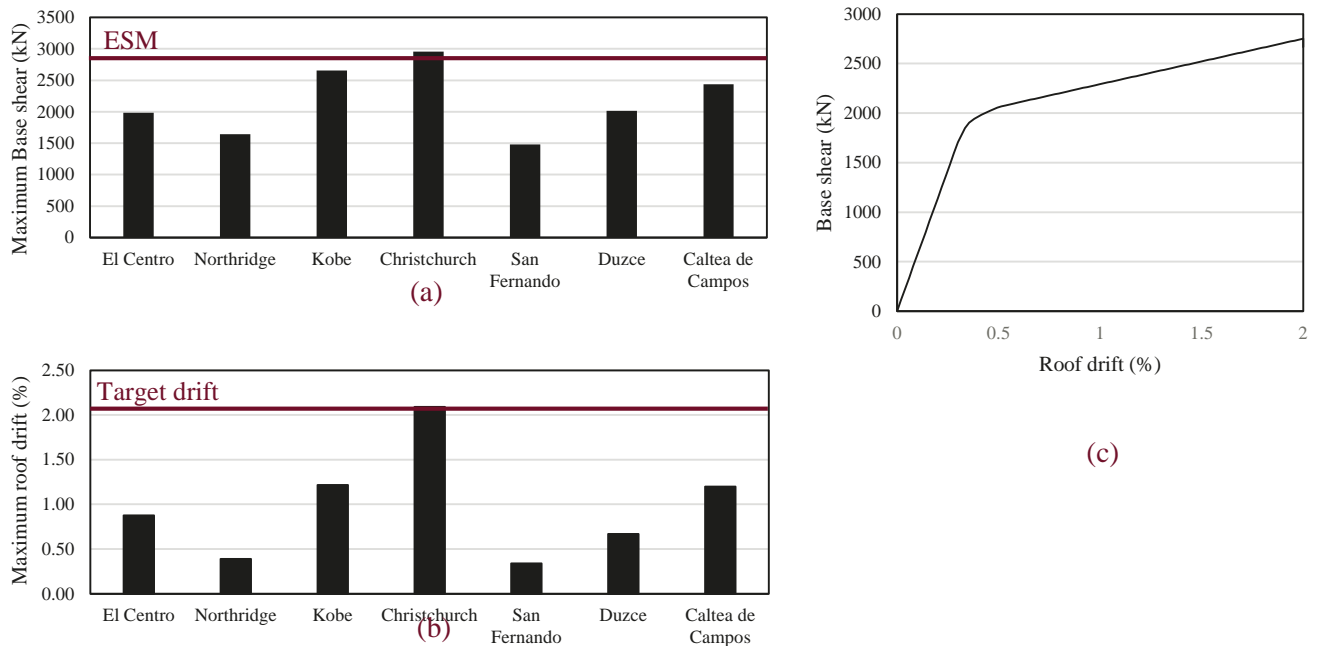 Maximum Base shear (kN)
3500
3000
2500
2000
1500
1000
500
0
ESM
El Centro
Northridge
Kobe
Christchurch
San
Fernando
Duzce
Caltea de
Campos
(a)
Maximum roof drift (%)
2.50
2.00
1.50
1.00
0.50
0.00
Target drift
El Centro
Northridge
Kobe
Christchurch
San
Fernando
Duzce
Caltea de
Campos
(b)
Base shear (kN)
3000
2500
2000
1500
1000
500
0
0
0.5
1
1.5
2
Roof drift (%)
(c)